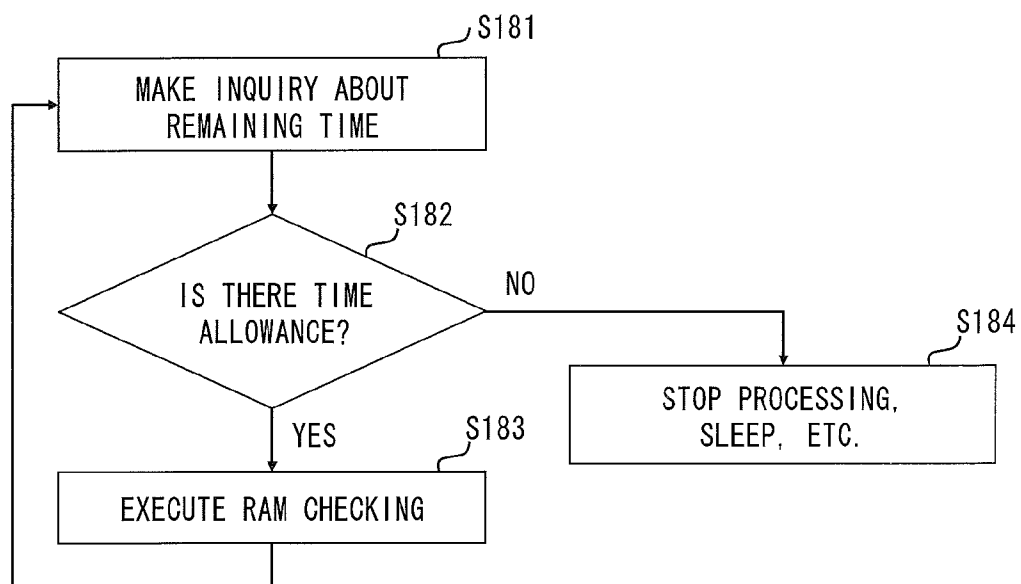 S181
MAKE INQUIRY ABOUT
REMAINING TIME
S182
IS THERE TIME
ALLOWANCE?
NO
S184
STOP PROCESSING,
SLEEP, ETC.
YES
S183
EXECUTE RAM CHECKING